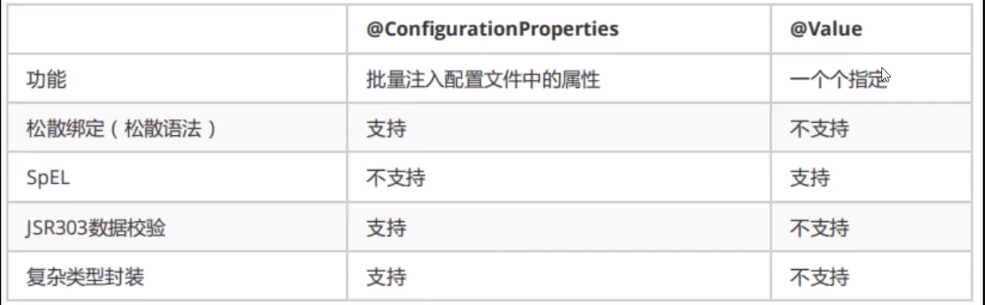 @ConfigurationProperties @Value
功能 批量注入配置文件中的属性 一个个指定
松散绑定（松散语法） 支持 不支持
SpEL 不支持 支持
JSR303数据校验 支持 不支持
复杂类型封装 支持 不支持